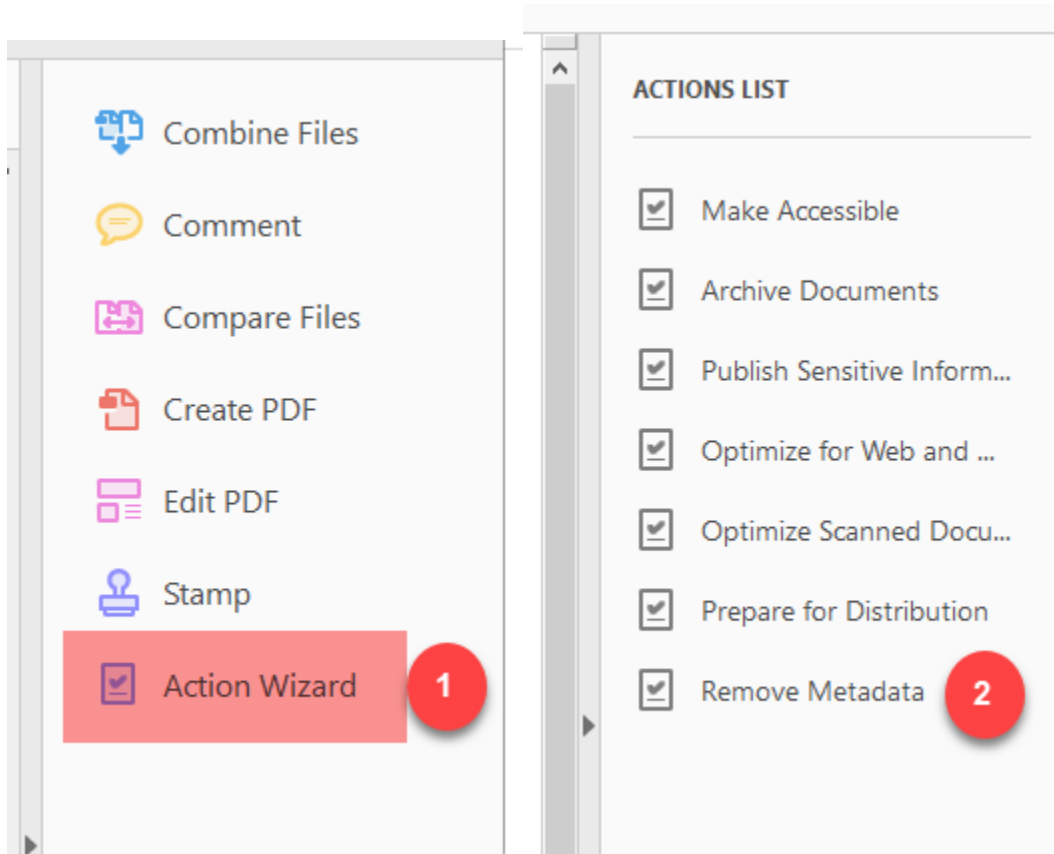 Combine Files
Comment
Compare Files
Create PDF
Edit PDF
Stamp
Action Wizard
1
ACTIONS LIST
Make Accessible
Archive Documents
Publish Sensitive Inform...
Optimize for Web and ...
Optimize Scanned Docu...
Prepare for Distribution
Remove Metadata
2